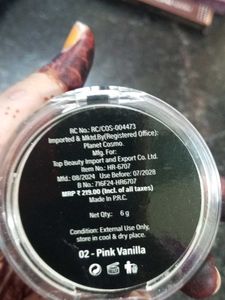 RC No.: RC/COS-004473
Imported & Mktd.By(Registered Office):
Planet Cosmo.
Mfg. For:
Top Beauty Import and Export Co. Ltd.
Item No.: HR-6707
Mfd: 08/2024 Use Before: 07/2028
B No.: 716F24-HR6707
MRP ₹ 219.00 (Incl. of all taxes)
Made In P.R.C.
Net Qty.: 6 g
Condition: External Use Only,
store in cool & dry place.
02 - Pink Vanilla